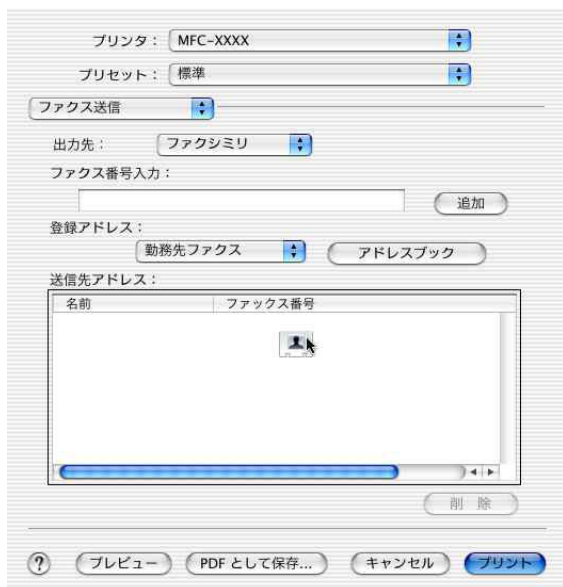 プリンタ： MFC-XXXX
プリセット： 標準
ファクス送信
出力先： ファクシミリ
ファクス番号入力：
追加
登録アドレス：
勤務先ファクス アドレスブック
送信先アドレス：
名前 ファックス番号
削 除
? プレビュー PDF として保存... キャンセル プリント